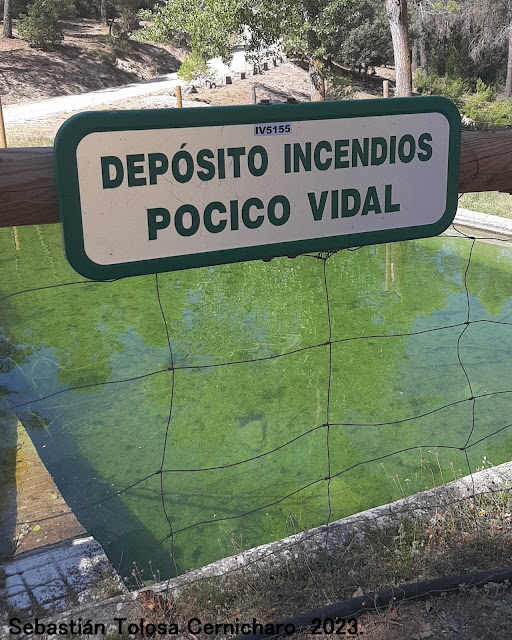 IV5155
DEPÓSITO INCENDIOS
POCICO VIDAL
Sebastián Tolosa Cernicharo 2023.